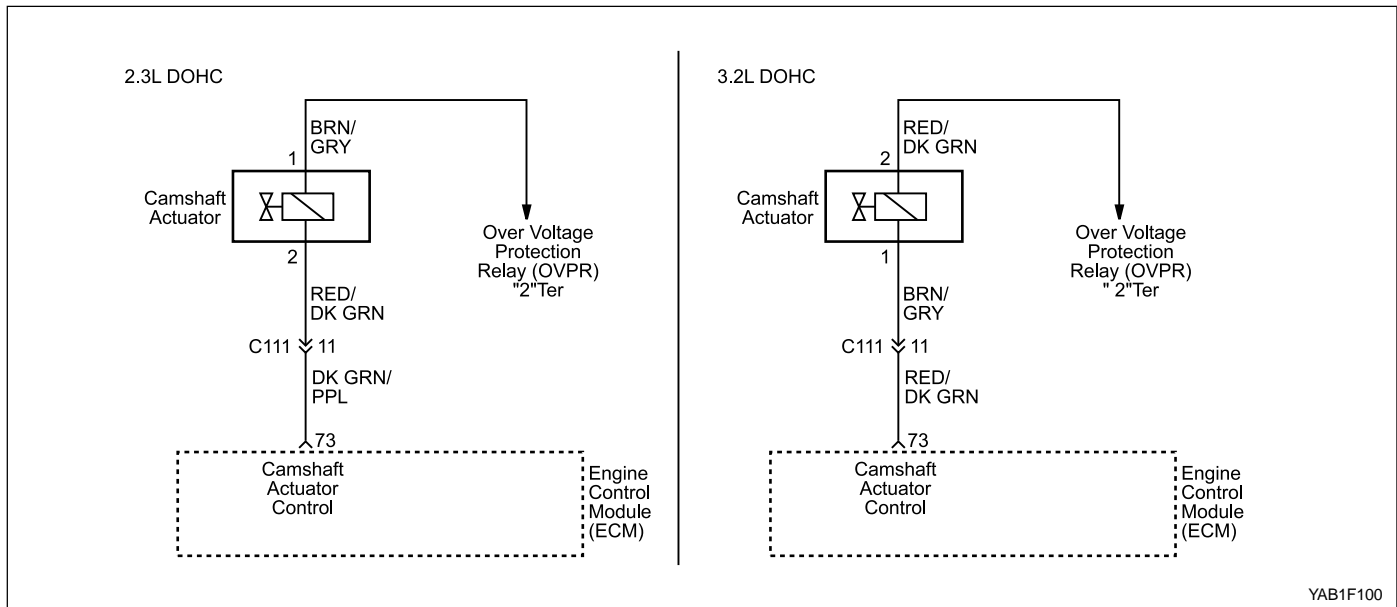 2.3L DOHC
BRN/
GRY
1
Camshaft
Actuator
2
Over Voltage
Protection
Relay (OVPR)
"2"Ter
RED/
DK GRN
C111
11
DK GRN/
PPL
73
Camshaft
Actuator
Control
Engine
Control
Module
(ECM)
3.2L DOHC
RED/
DK GRN
2
Camshaft
Actuator
1
Over Voltage
Protection
Relay (OVPR)
" 2"Ter
BRN/
GRY
C111
11
RED/
DK GRN
73
Camshaft
Actuator
Control
Engine
Control
Module
(ECM)
YAB1F100